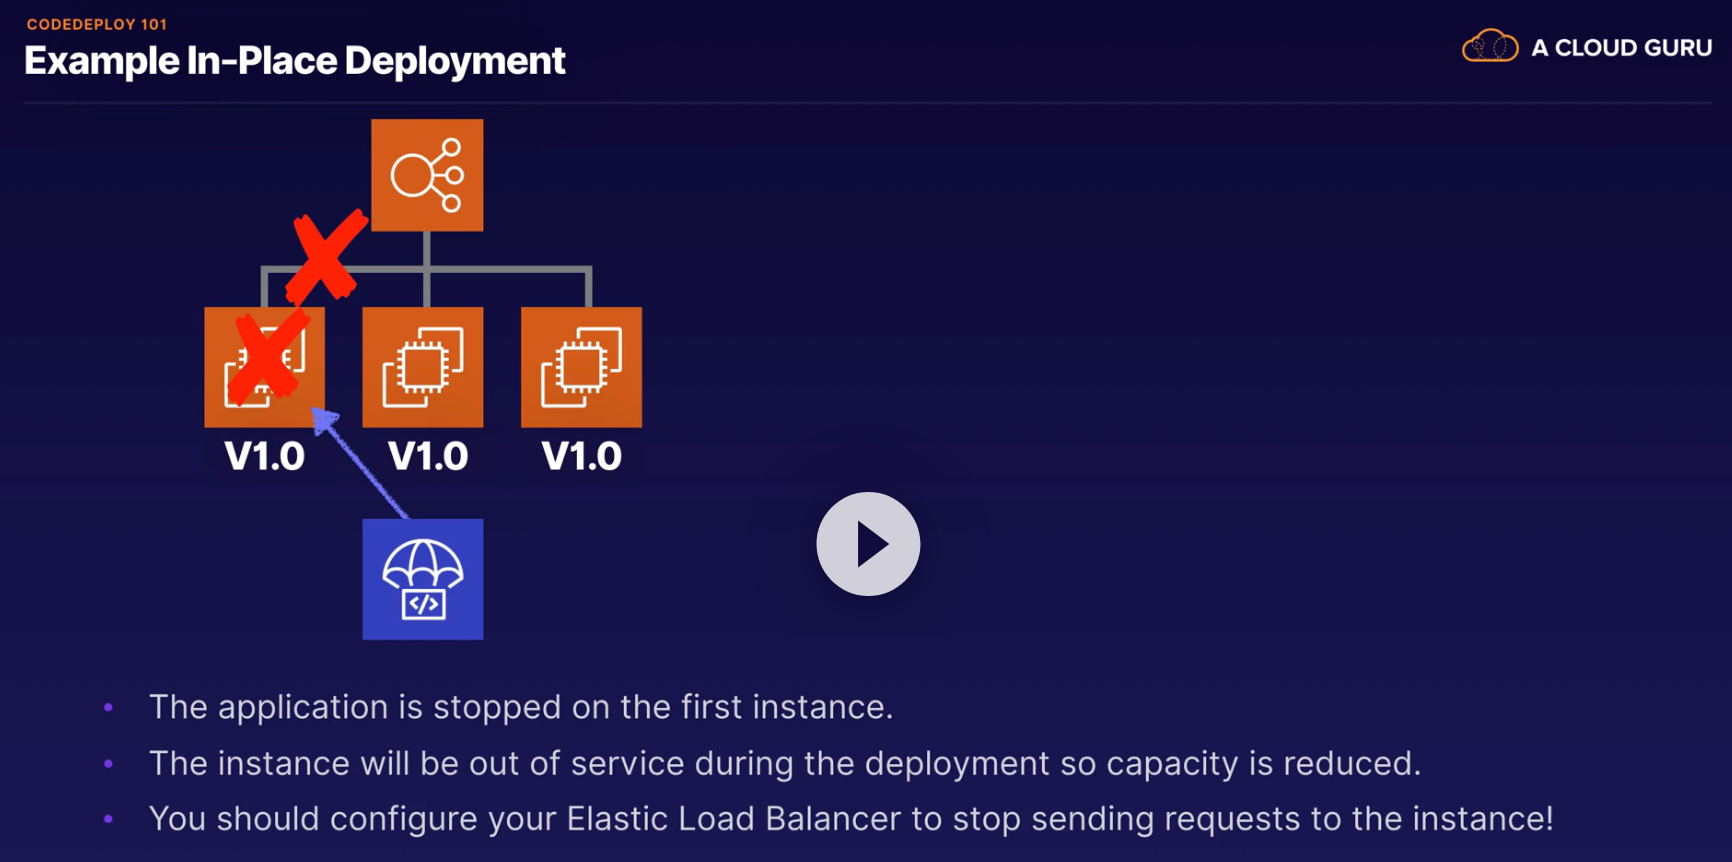 CODEDEPLOY 101
Example In-Place Deployment
A CLOUD GURU
V1.0 V1.0 V1.0
</>
• The application is stopped on the first instance.
• The instance will be out of service during the deployment so capacity is reduced.
• You should configure your Elastic Load Balancer to stop sending requests to the instance!